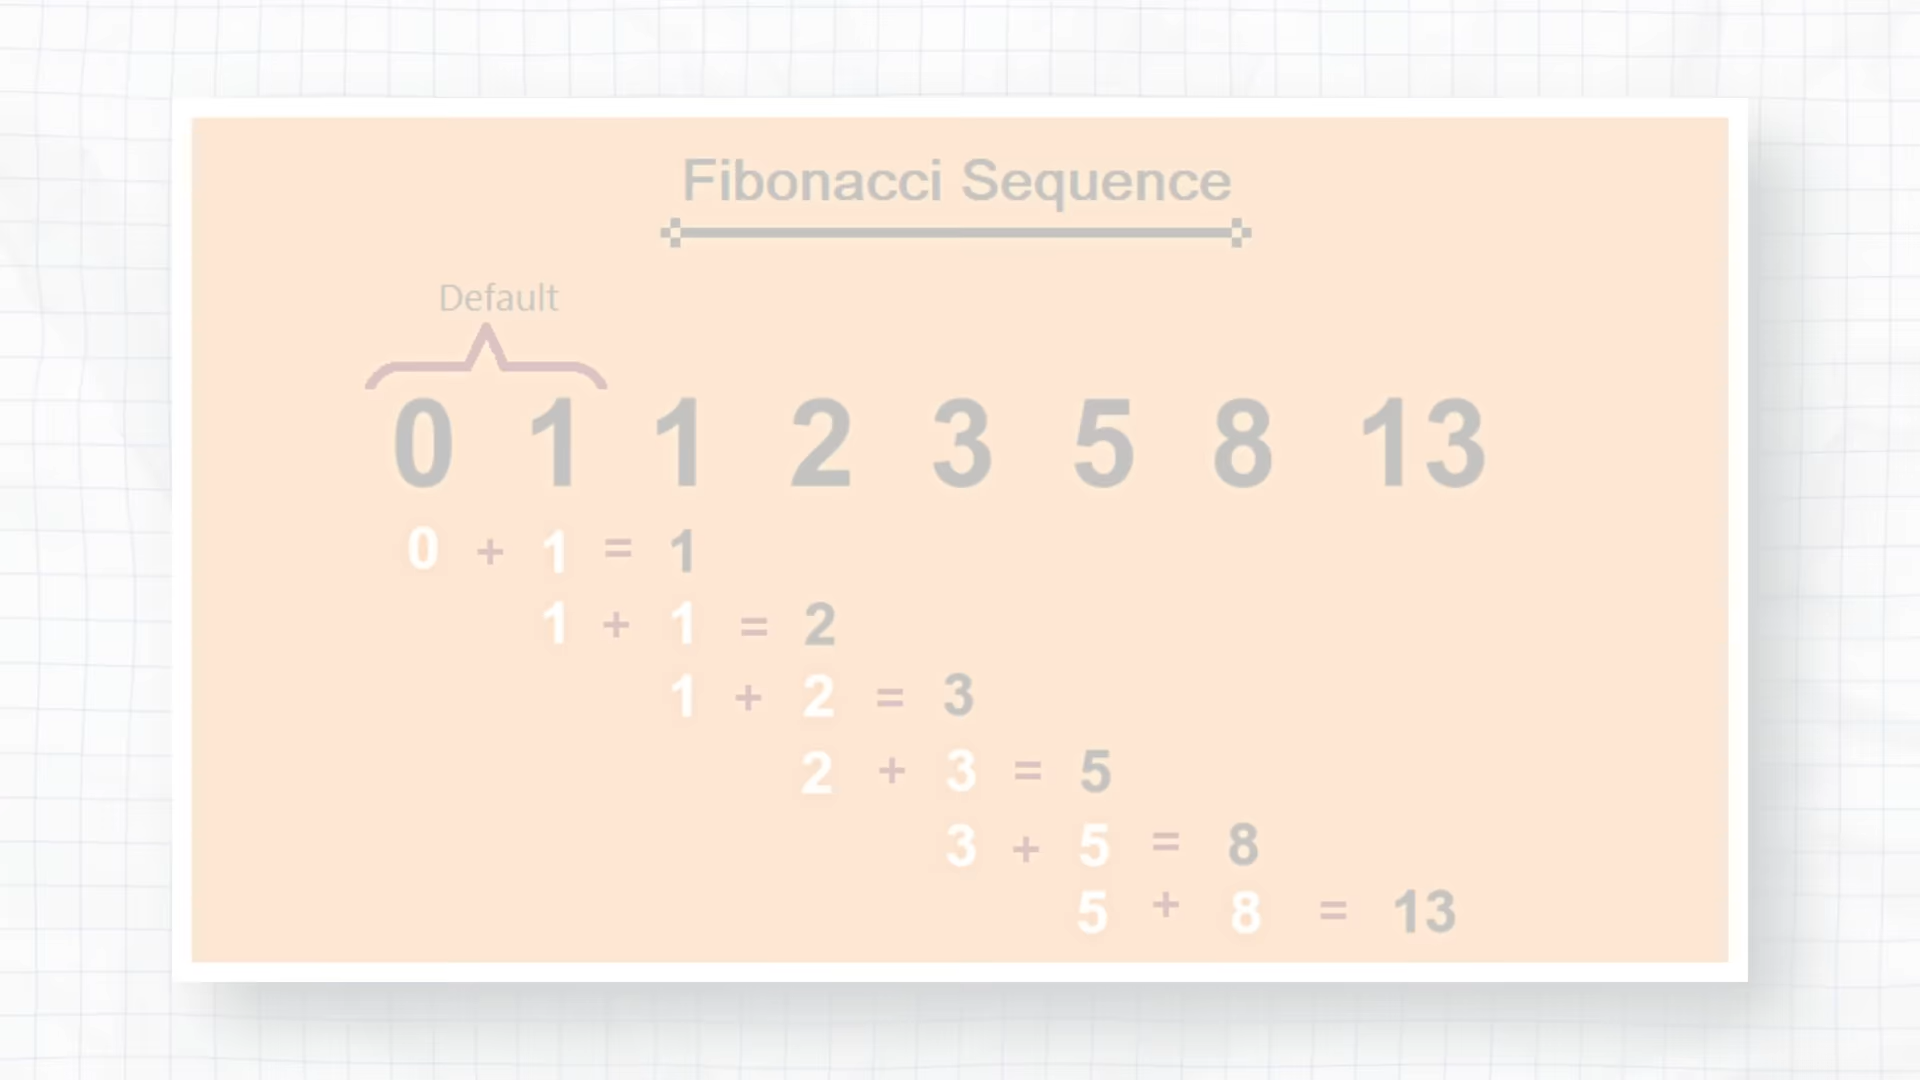 Fibonacci Sequence
Default
0 1 1 2 3 5 8 13
0 + 1 = 1
1 + 1 = 2
1 + 2 = 3
2 + 3 = 5
3 + 5 = 8
5 + 8 = 13